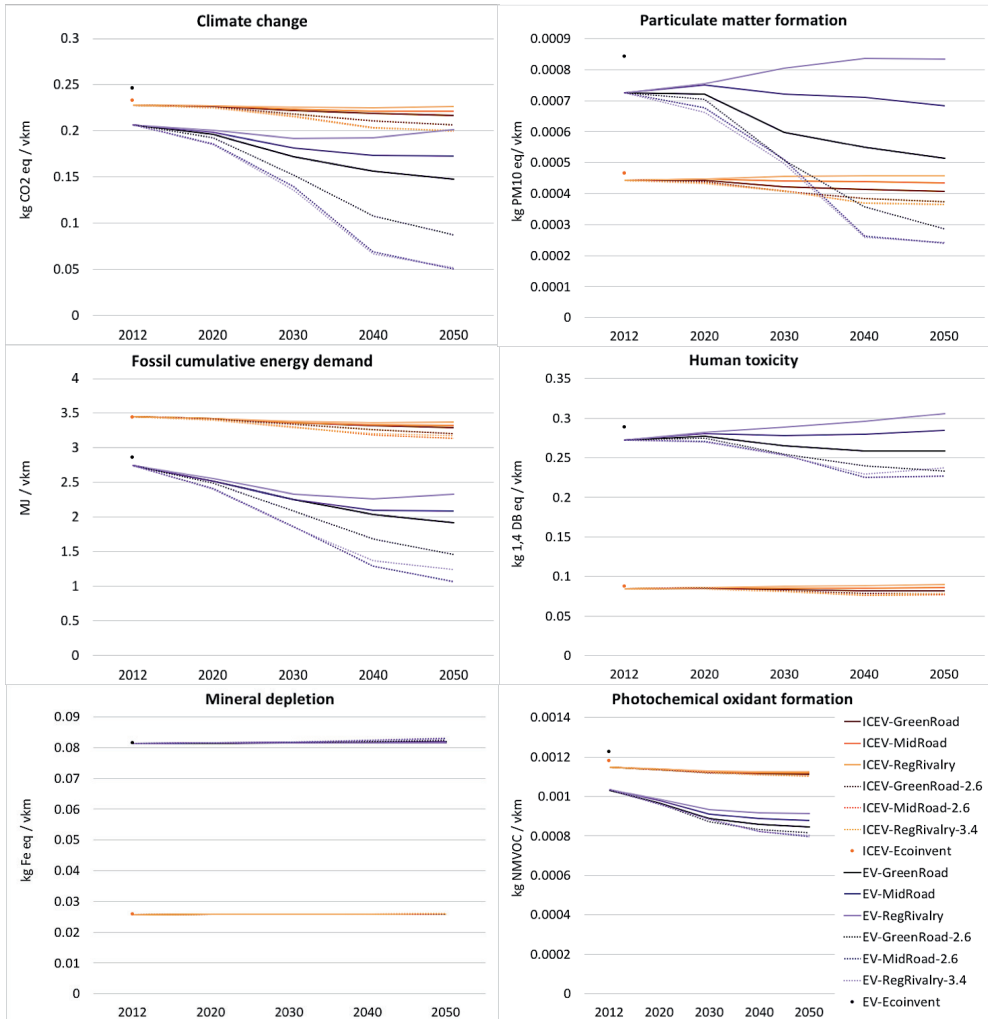 Climate change
kg CO2 eq / vkm
0.3
0.25
0.2
0.15
0.1
0.05
0
2012 2020 2030 2040 2050
Particulate matter formation
kg PM10 eq/ vkm
0.0009
0.0008
0.0007
0.0006
0.0005
0.0004
0.0003
0.0002
0.0001
0
2012 2020 2030 2040 2050
Fossil cumulative energy demand
MJ / vkm
4
3.5
3
2.5
2
1.5
1
0.5
0
2012 2020 2030 2040 2050
Human toxicity
kg 1,4 DB eq / vkm
0.35
0.3
0.25
0.2
0.15
0.1
0.05
0
2012 2020 2030 2040 2050
Mineral depletion
kg Fe eq / vkm
0.09
0.08
0.07
0.06
0.05
0.04
0.03
0.02
0.01
0
2012 2020 2030 2040 2050
Photochemical oxidant formation
kg NMVOC / vkm
0.0014
0.0012
0.001
0.0008
0.0006
0.0004
0.0002
0
2012 2020 2030 2040 2050
ICEV-GreenRoad
ICEV-MidRoad
ICEV-RegRivalry
ICEV-GreenRoad-2.6
ICEV-MidRoad-2.6
ICEV-RegRivalry-3.4
ICEV-Ecoinvent
EV-GreenRoad
EV-MidRoad
EV-RegRivalry
EV-GreenRoad-2.6
EV-MidRoad-2.6
EV-RegRivalry-3.4
EV-Ecoinvent